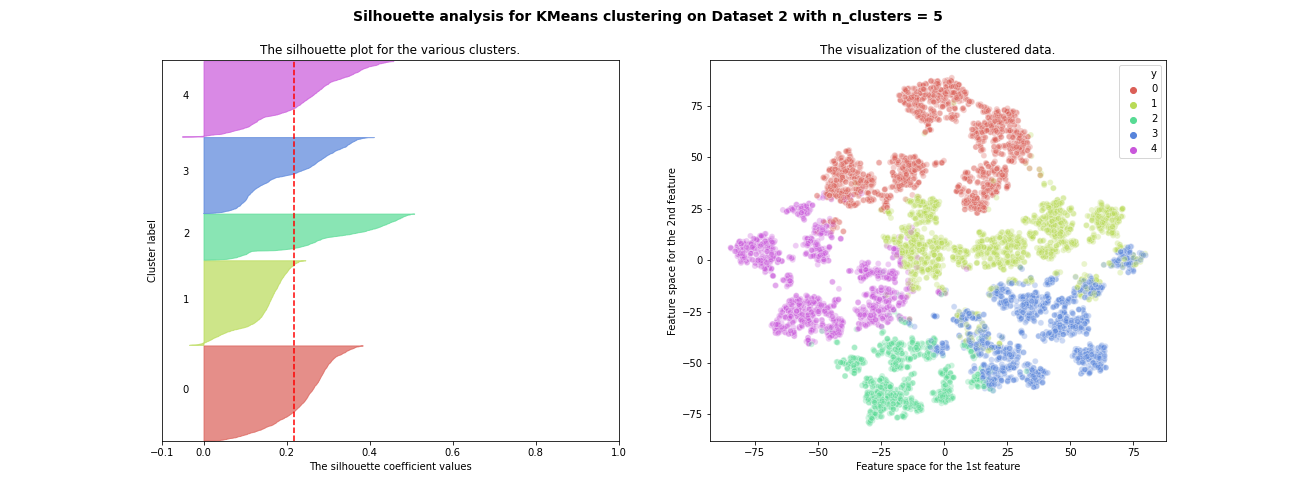 Silhouette analysis for KMeans clustering on Dataset 2 with n_clusters = 5
The silhouette plot for the various clusters.
Cluster label
4
3
2
1
0
−0.1 0.0 0.2 0.4 0.6 0.8 1.0
The silhouette coefficient values
The visualization of the clustered data.
Feature space for the 2nd feature
75
50
25
0
−25
−50
−75
y
0
1
2
3
4
−75 −50 −25 0 25 50 75
Feature space for the 1st feature